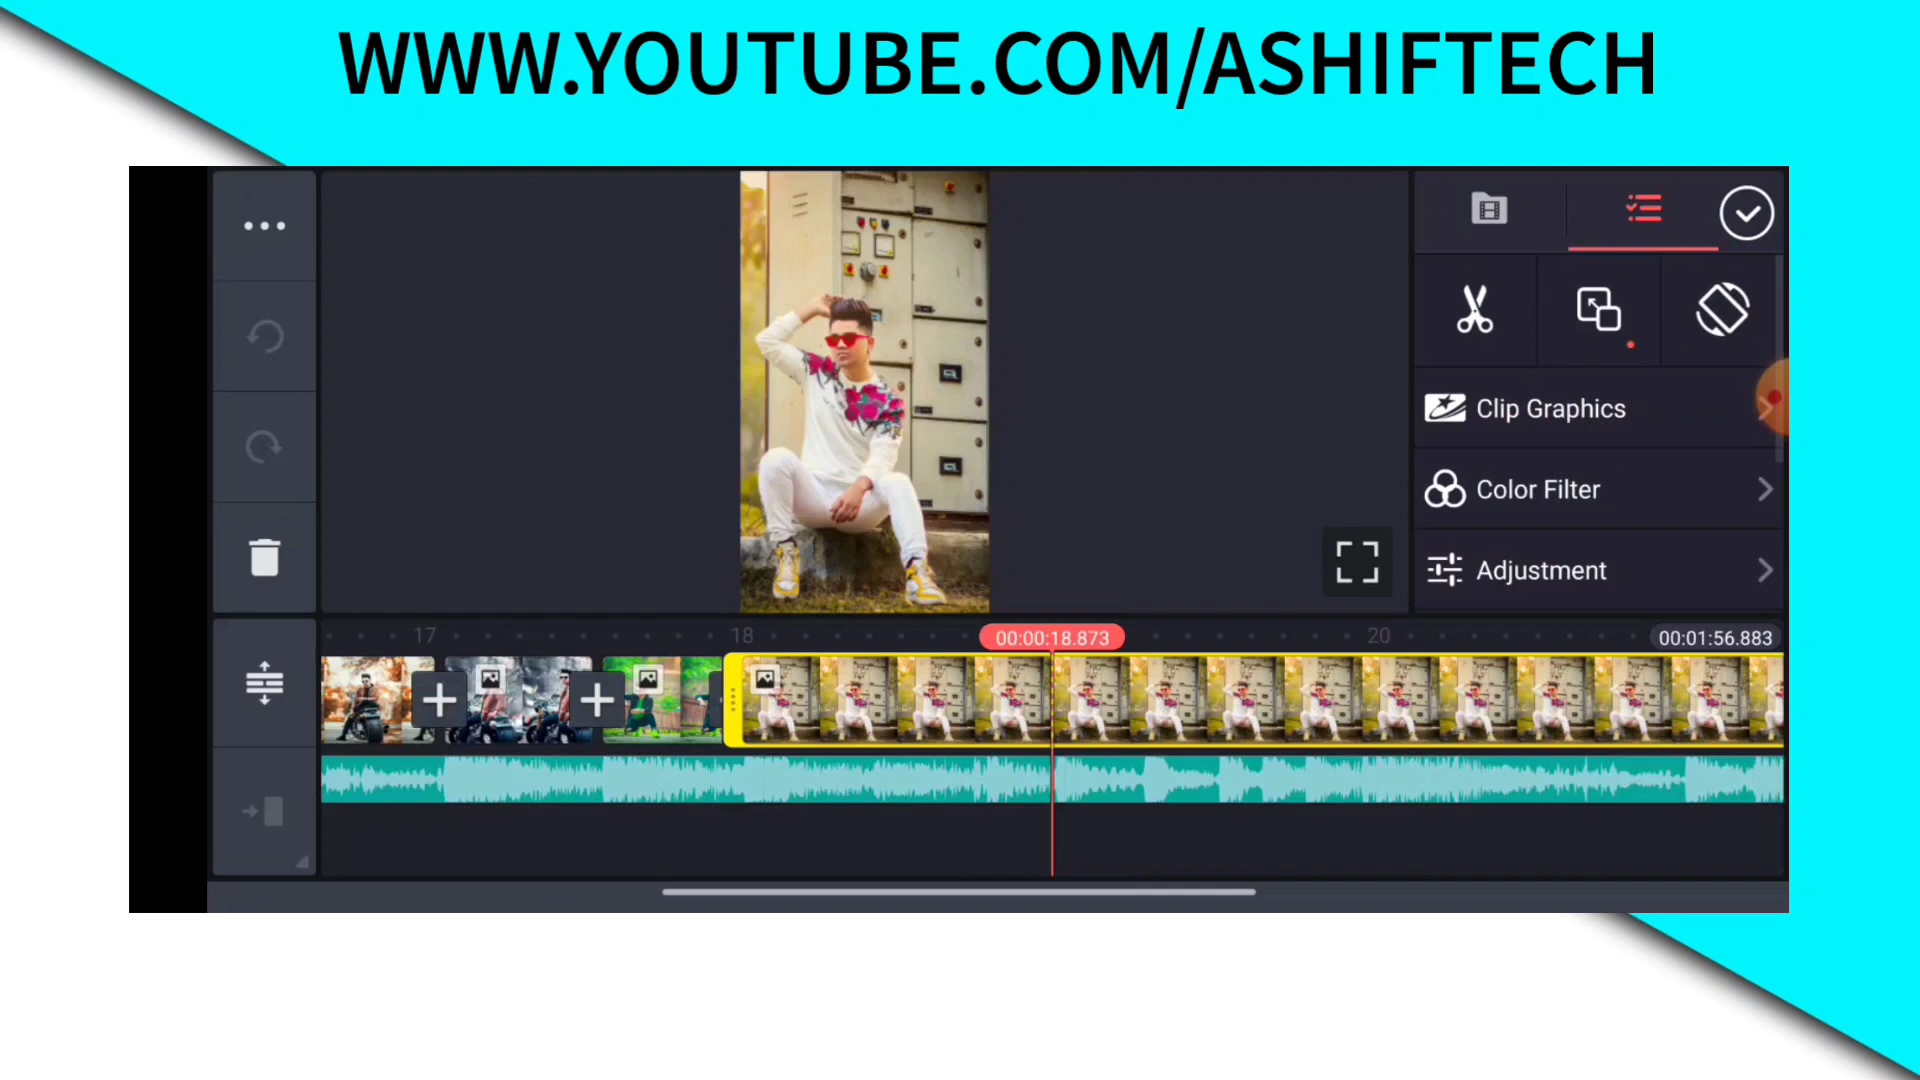 WWW.YOUTUBE.COM/ASHIFTECH
Clip Graphics
Color Filter
Adjustment
17
18
00:00:18.873
20
00:01:56.883